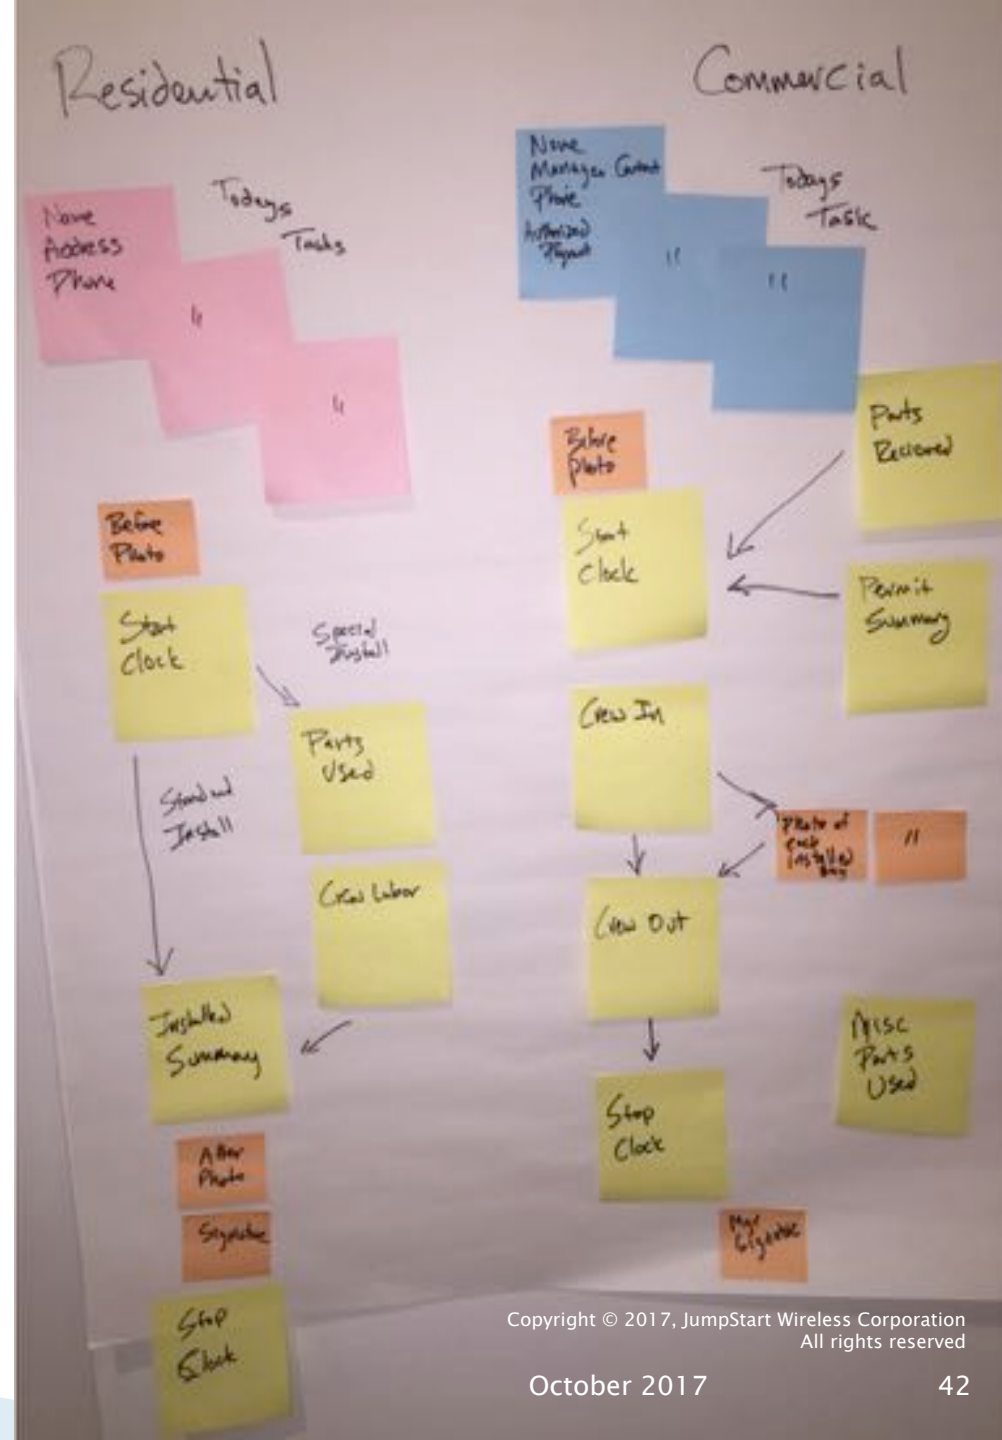 Residential
Name
Address
Phone
Todays
Tasks
"
"
Before
Photo
Start
Clock
Special
Install
Standard
Install
Parts
Used
Crew Labor
Installed
Summary
After
Photo
Signature
Stop
Clock
Commercial
Name
Manager Contact
Phone
Authorized
Todays
Task
"
"
Before
photo
Start
Clock
Parts
Recieved
Permit
Summary
Crew In
Photo of
each
installed
"
Crew Out
Misc
Parts
Used
Stop
Clock
Mgr
Signature
Copyright © 2017, JumpStart Wireless Corporation
All rights reserved
October 2017
42